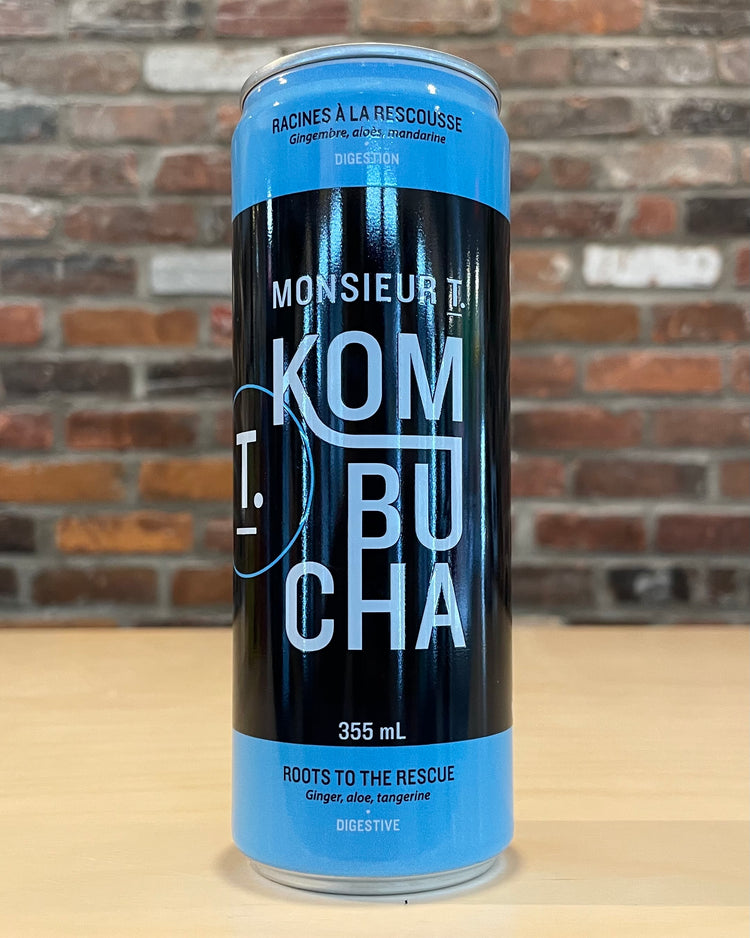 RACINES À LA RESCOUSSE
Gingembre, aloès, mandarine
DIGESTION
MONSIEUR T.
KOM
BU
CHA
T.
355 mL
ROOTS TO THE RESCUE
Ginger, aloe, tangerine
DIGESTIVE